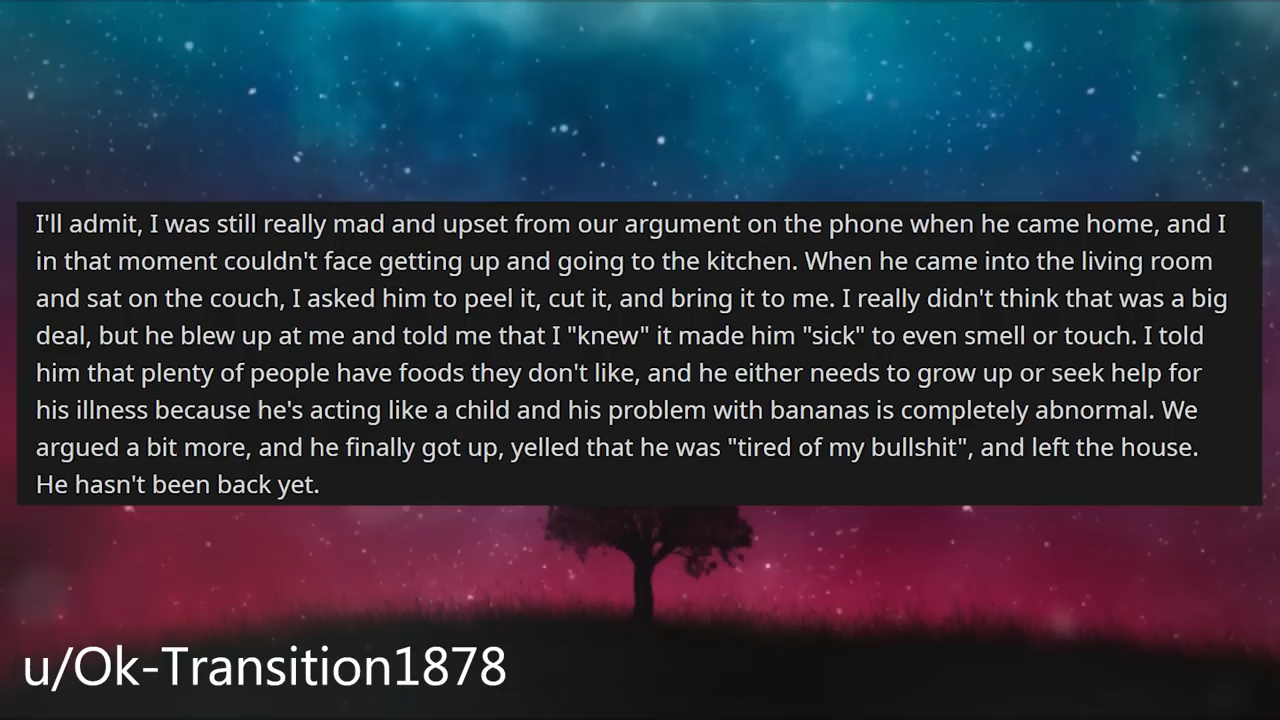 I'll admit, I was still really mad and upset from our argument on the phone when he came home, and I
in that moment couldn't face getting up and going to the kitchen. When he came into the living room
and sat on the couch, I asked him to peel it, cut it, and bring it to me. I really didn't think that was a big
deal, but he blew up at me and told me that I "knew" it made him "sick" to even smell or touch. I told
him that plenty of people have foods they don't like, and he either needs to grow up or seek help for
his illness because he's acting like a child and his problem with bananas is completely abnormal. We
argued a bit more, and he finally got up, yelled that he was "tired of my bullshit", and left the house.
He hasn't been back yet.
u/Ok-Transition1878